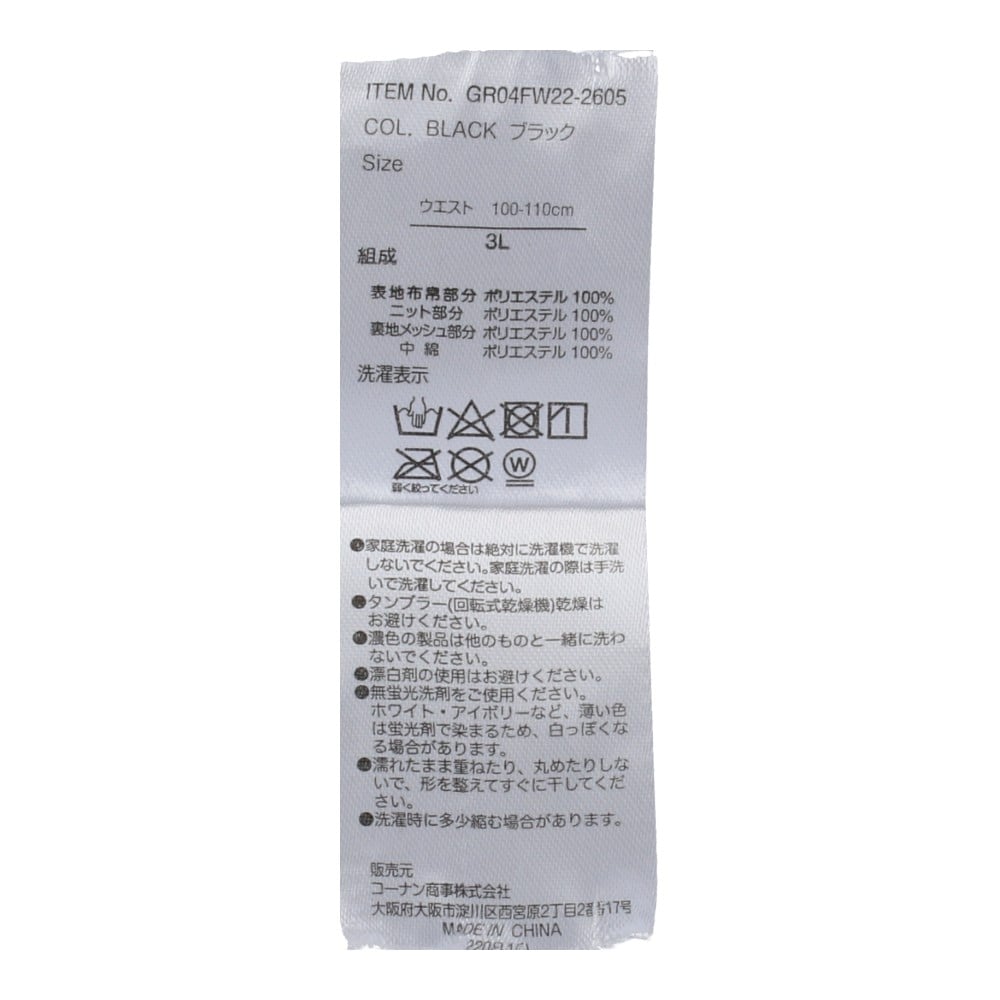 ITEM No. GR04FW22-2605
COL. BLACK ブラック
Size
ウエスト 100-110cm
3L
組成
表地布帛部分 ポリエステル 100%
ニット部分 ポリエステル 100%
裏地メッシュ部分 ポリエステル 100%
中綿 ポリエステル 100%
洗濯表示
W
弱く絞ってください
●家庭洗濯の場合は絶対に洗濯機で洗濯
しないでください。家庭洗濯の際は手洗
いで洗濯してください。
●タンブラー(回転式乾燥機)乾燥は
お避けください。
●濃色の製品は他のものと一緒に洗わ
ないでください。
●漂白剤の使用はお避けください。
●無蛍光洗剤をご使用ください。
ホワイト・アイボリーなど、薄い色
は蛍光剤で染まるため、白っぽくな
る場合があります。
●濡れたまま重ねたり、丸めたりしな
いで、形を整えてすぐに干してくだ
さい。
●洗濯時に多少縮む場合があります。
販売元
コーナン商事株式会社
大阪府大阪市淀川区西宮原2丁目2番17号
MADE IN CHINA